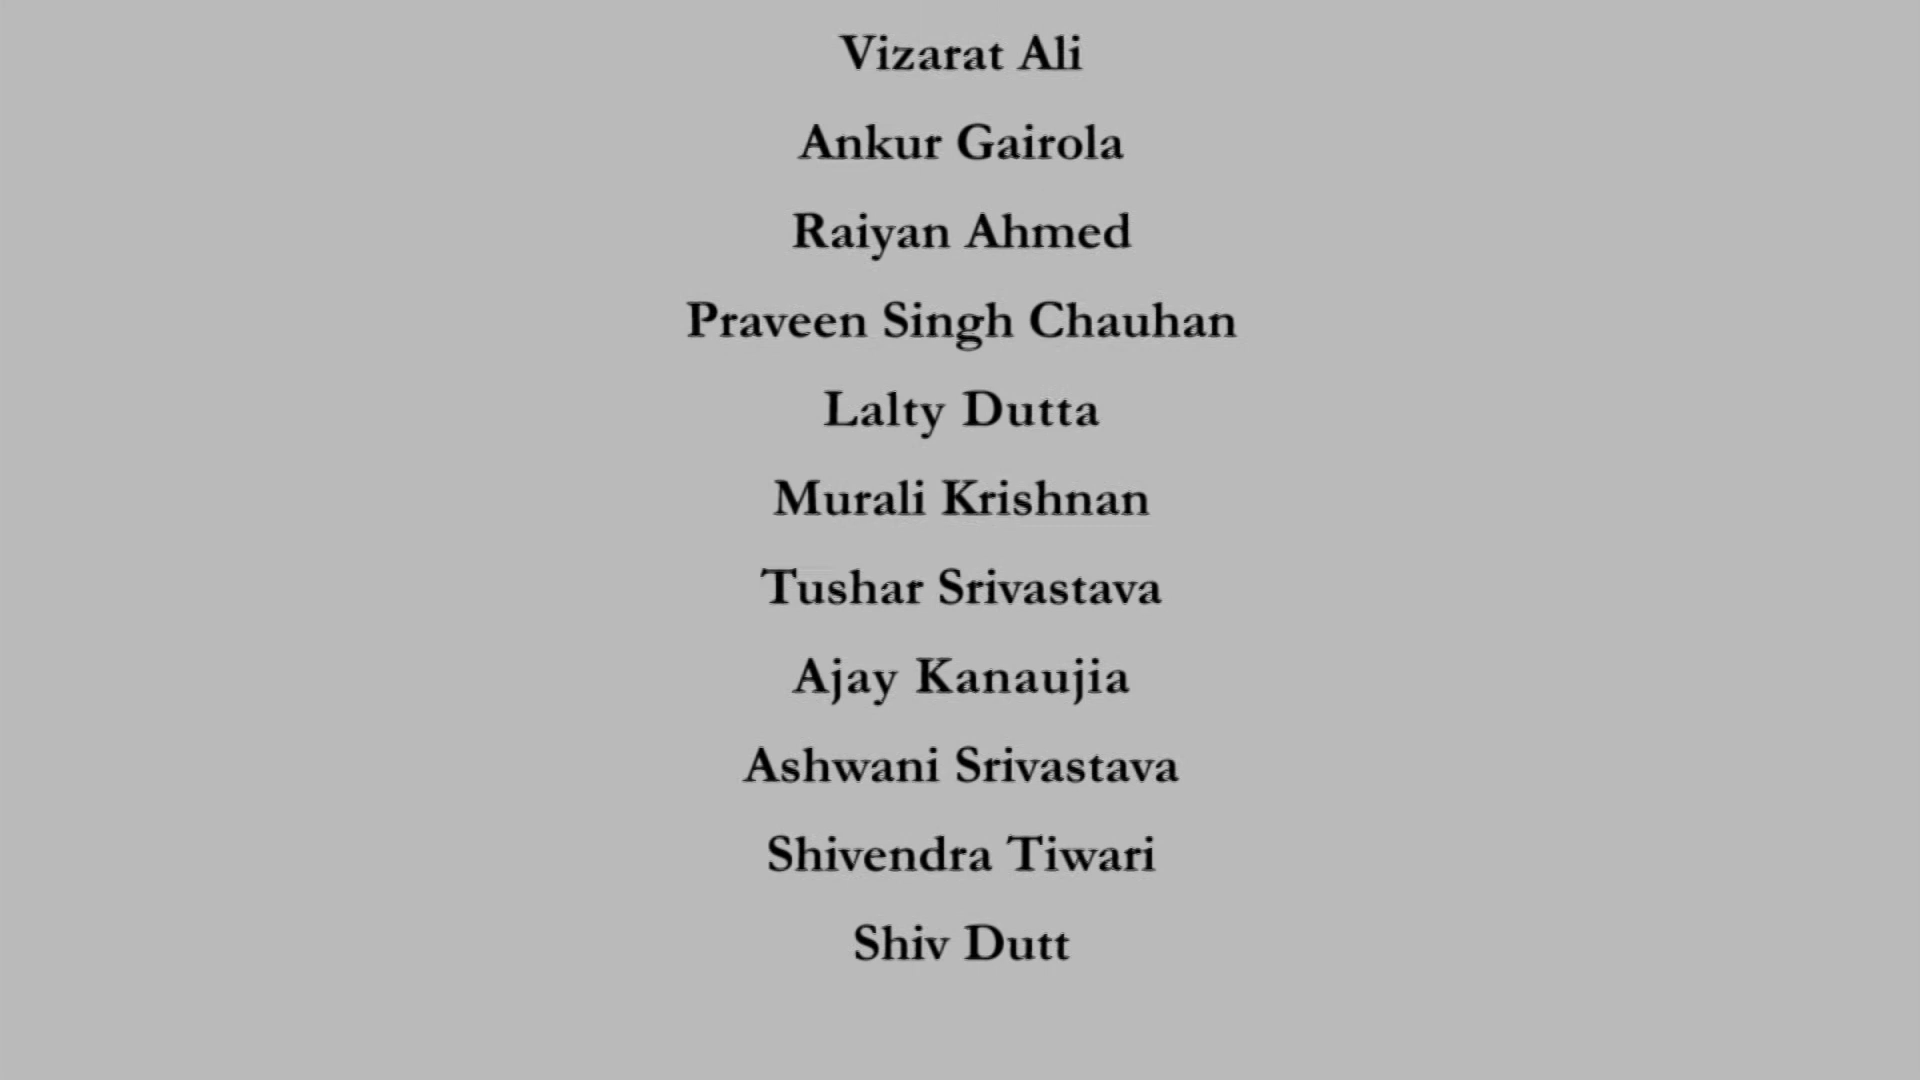 Vizarat Ali
Ankur Gairola
Raiyan Ahmed
Praveen Singh Chauhan
Lalty Dutta
Murali Krishnan
Tushar Srivastava
Ajay Kanaujia
Ashwani Srivastava
Shivendra Tiwari
Shiv Dutt